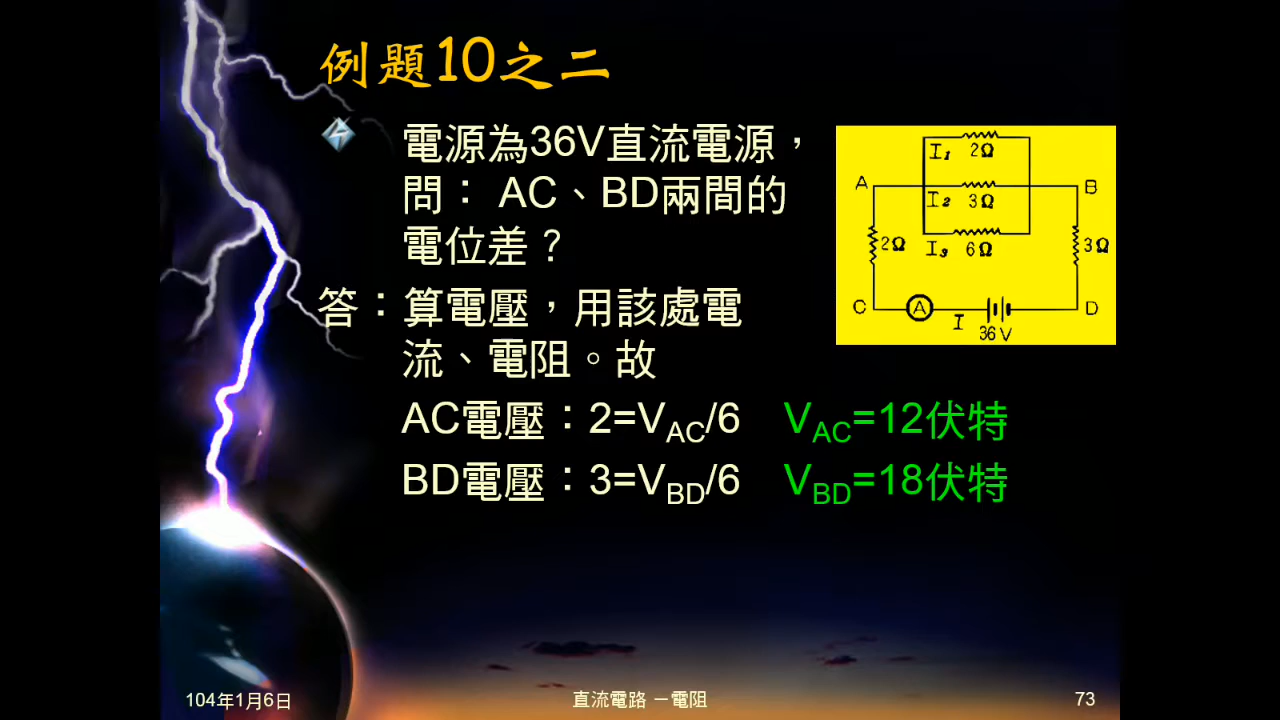 例題10之二
電源為36V直流電源，
問： AC、BD兩間的
電位差？
答：算電壓，用該處電
流、電阻。故
AC電壓：2=VAC/6 VAC=12伏特
BD電壓：3=VBD/6 VBD=18伏特
I1 2Ω
A B
I2 3Ω
2Ω 3Ω
I3 6Ω
C A D
I
36V
104年1月6日 直流電路 －電阻 73